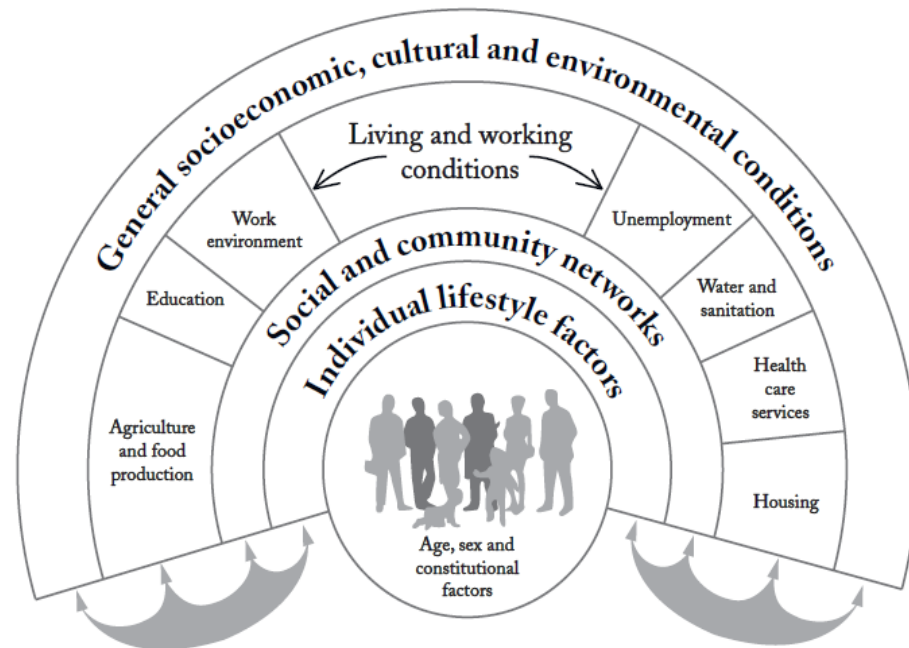 General socioeconomic, cultural and environmental conditions
Living and working
conditions
Work
environment
Unemployment
Education
Water and
sanitation
Social and community networks
Individual lifestyle factors
Agriculture
and food
production
Health
care
services
Housing
Age, sex and
constitutional
factors